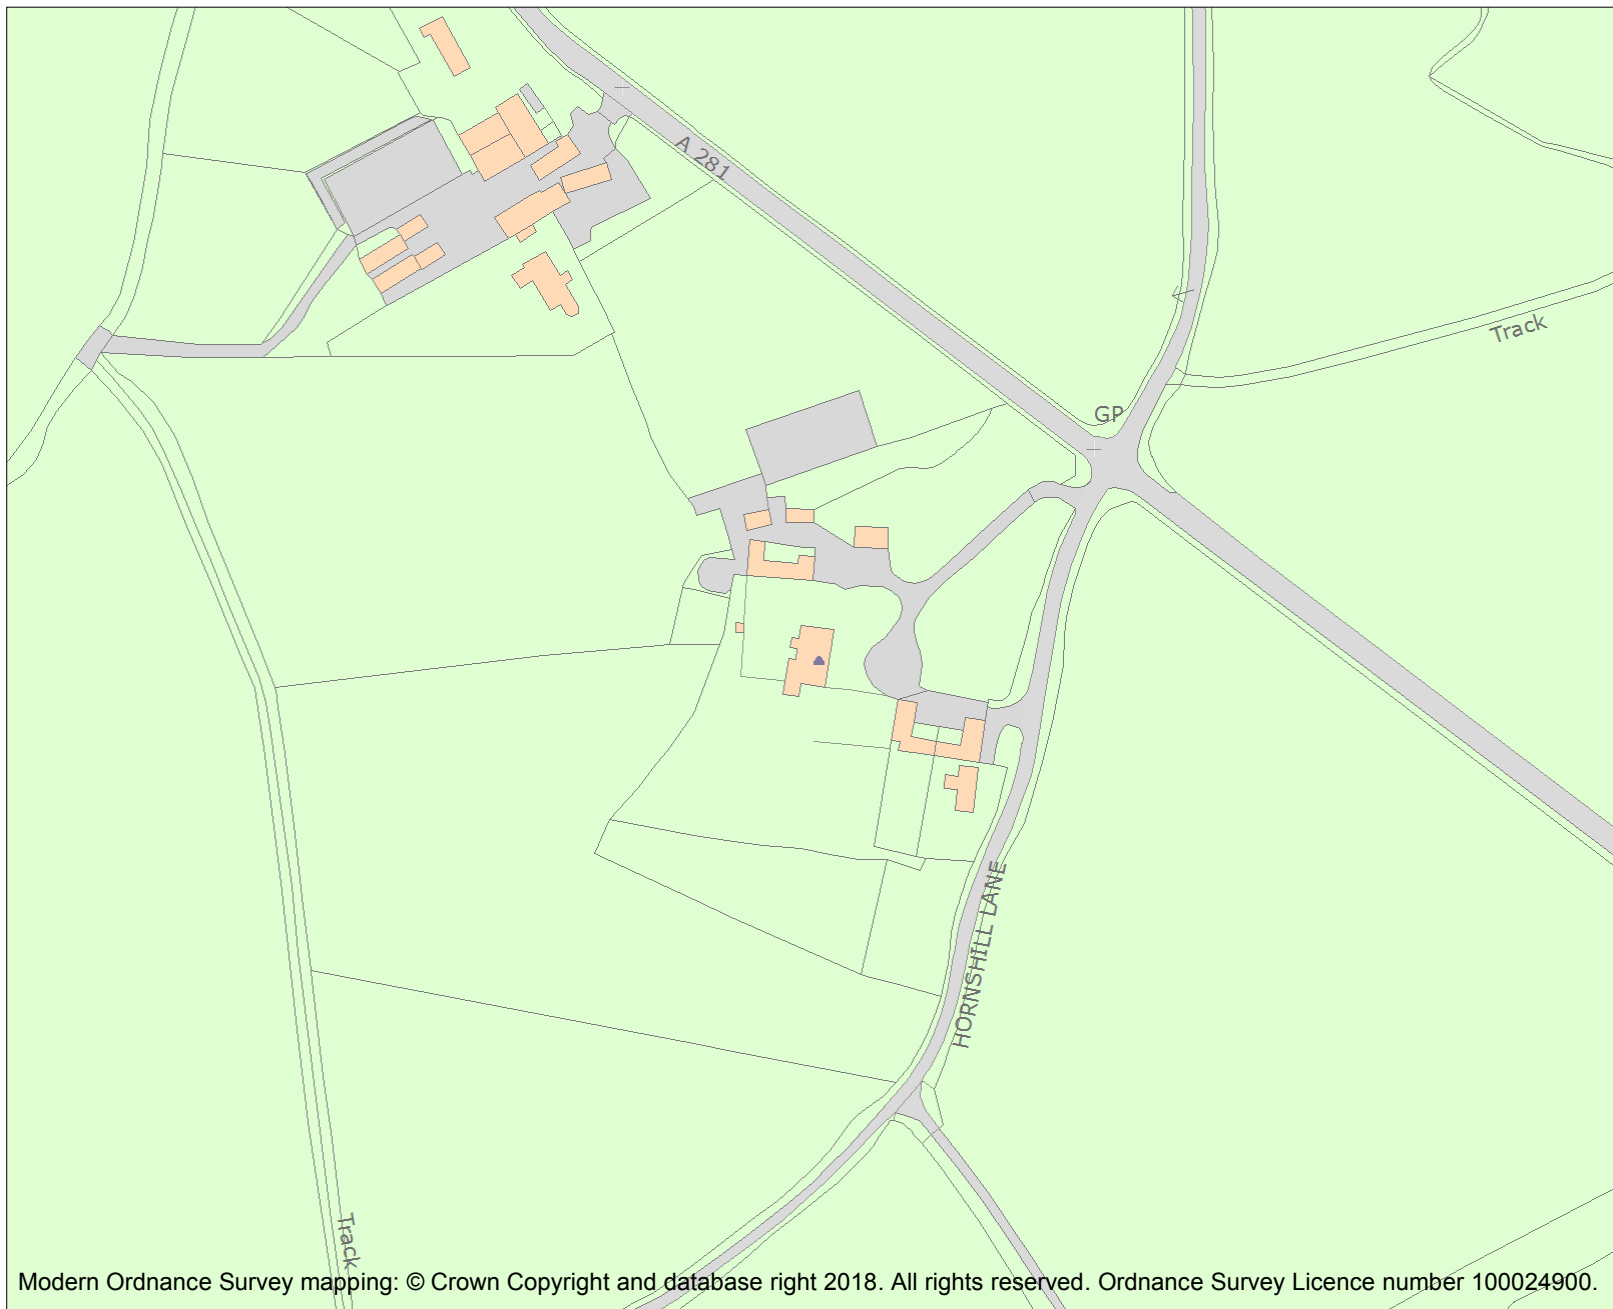 A 281
Track
GP
HORNSHILL LANE
Track
Modern Ordnance Survey mapping: © Crown Copyright and database right 2018. All rights reserved. Ordnance Survey Licence number 100024900.